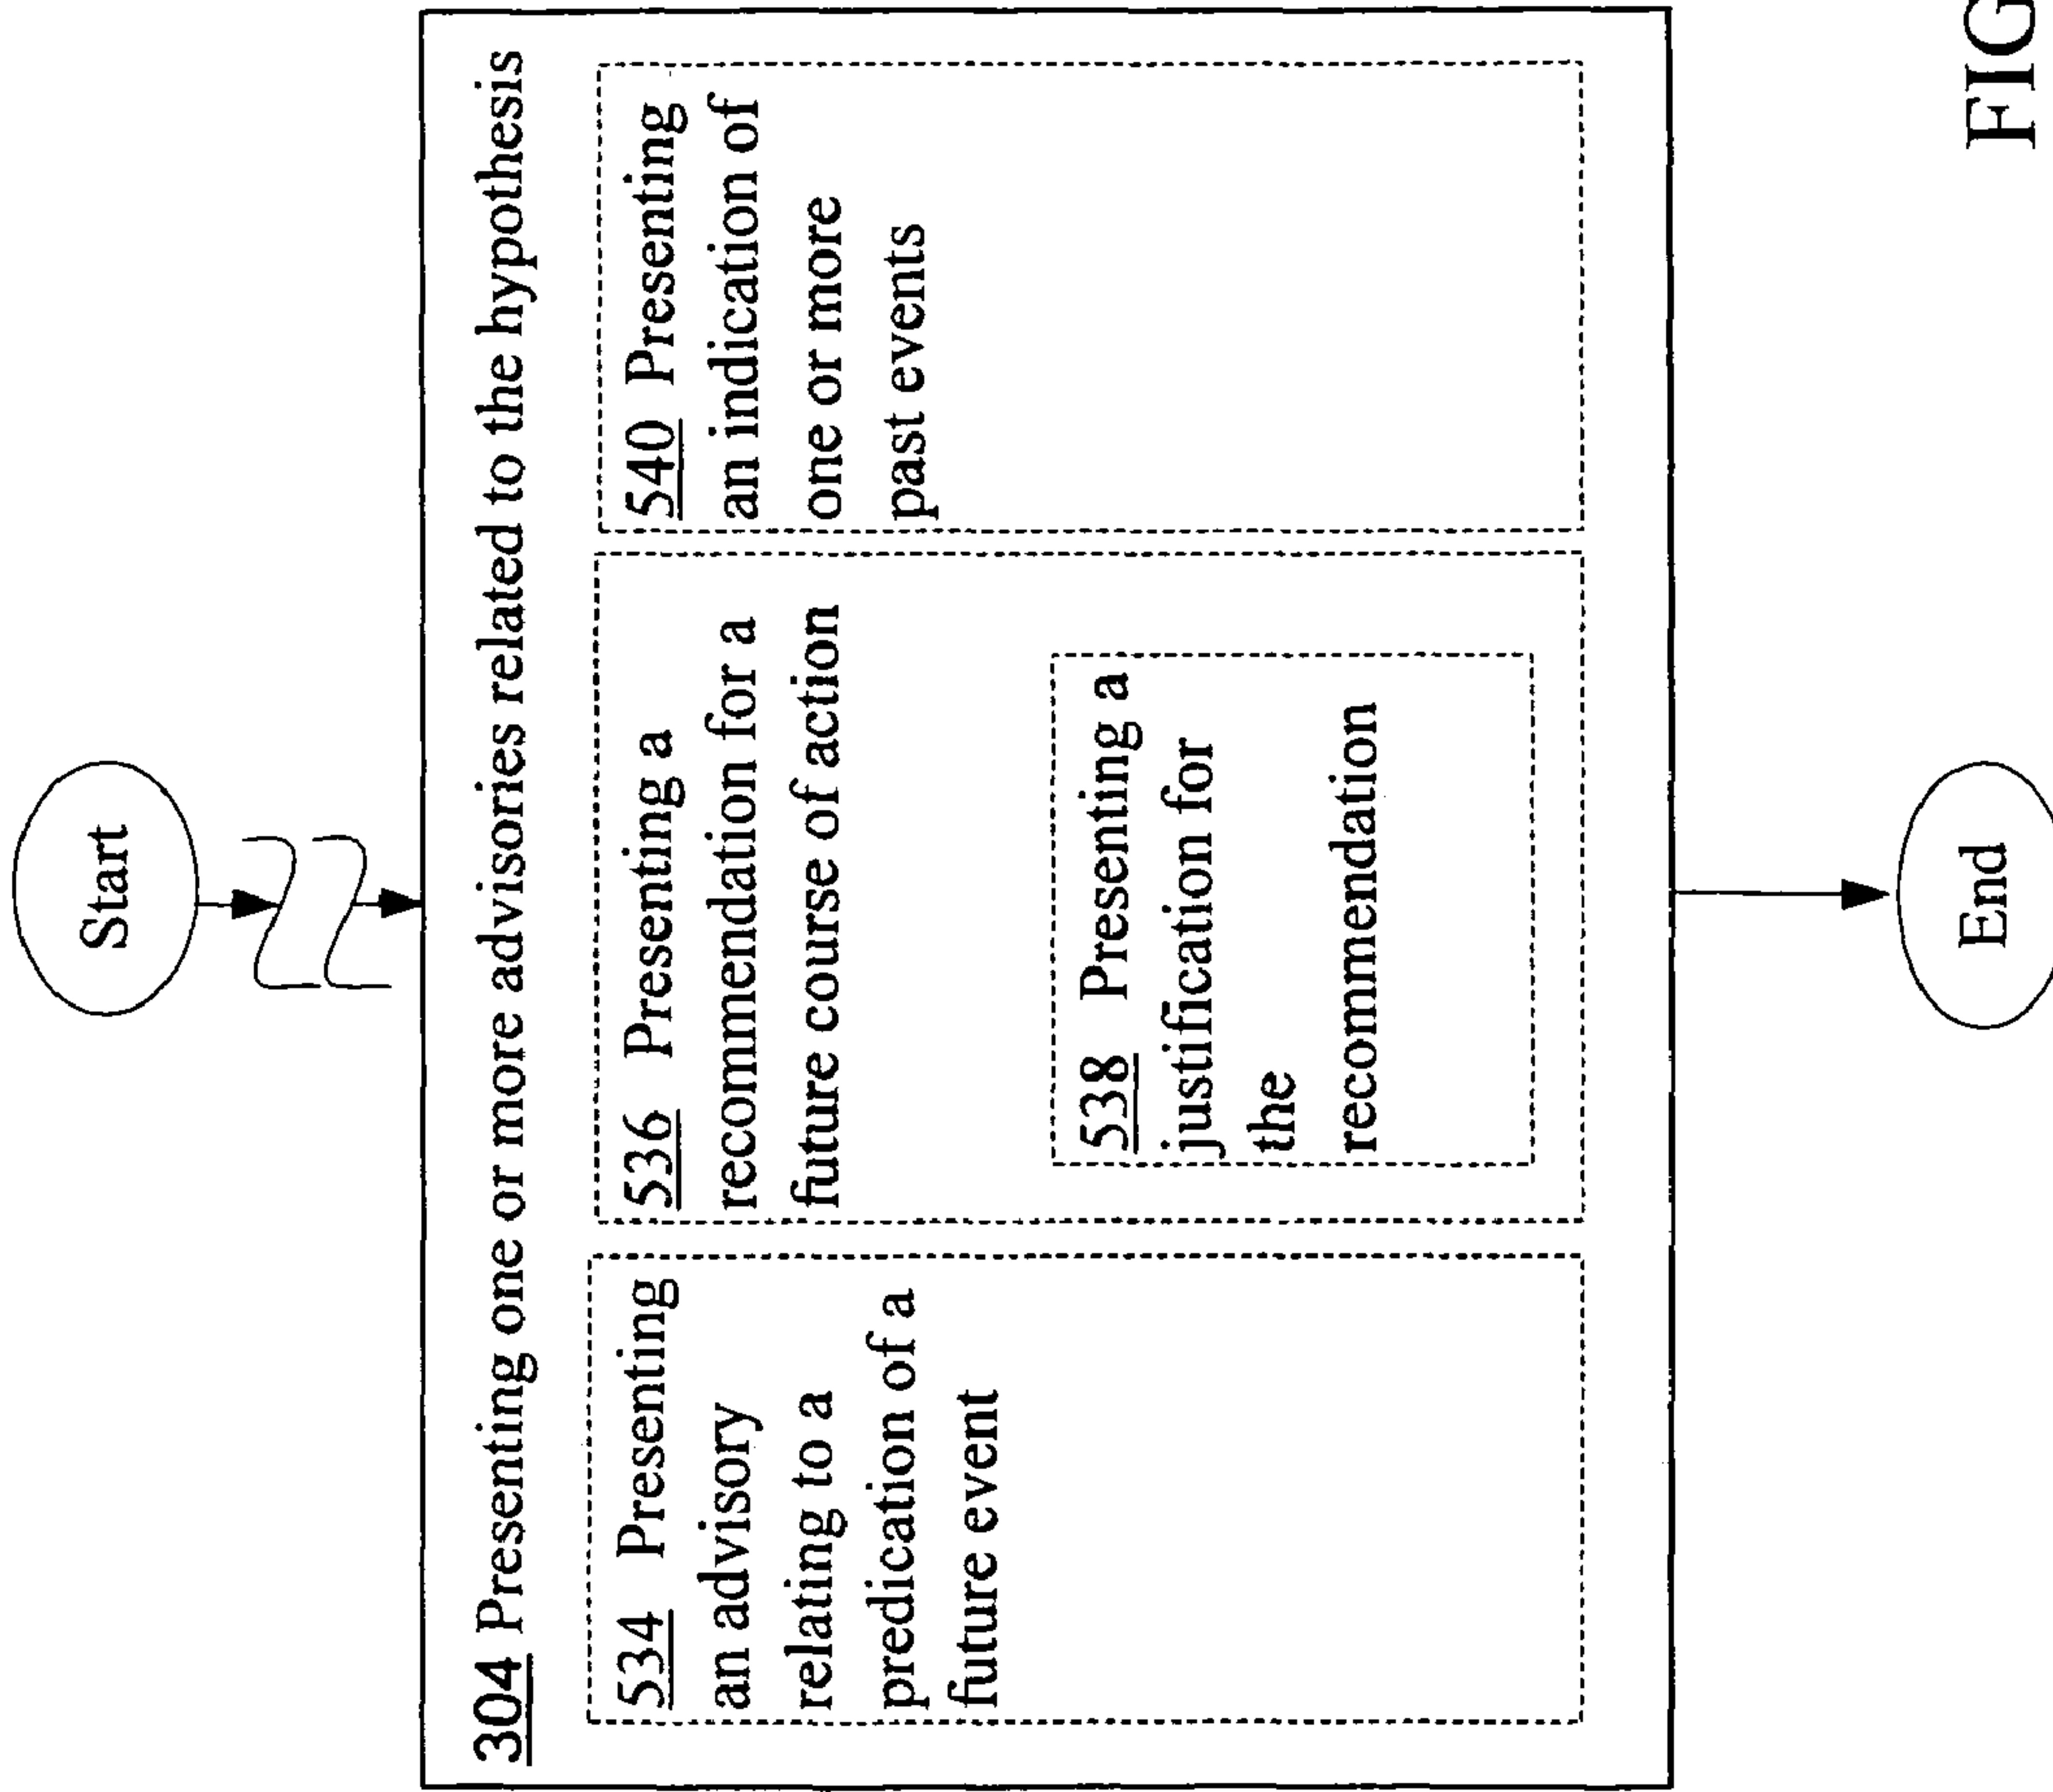 Start
304 Presenting one or more advisories related to the hypothesis
534 Presenting
an advisory
relating to a
predication of a
future event
536 Presenting a
recommendation for a
future course of action
538 Presenting a
justification for
the
recommendation
540 Presenting
an indication of
one or more
past events
End
FIG